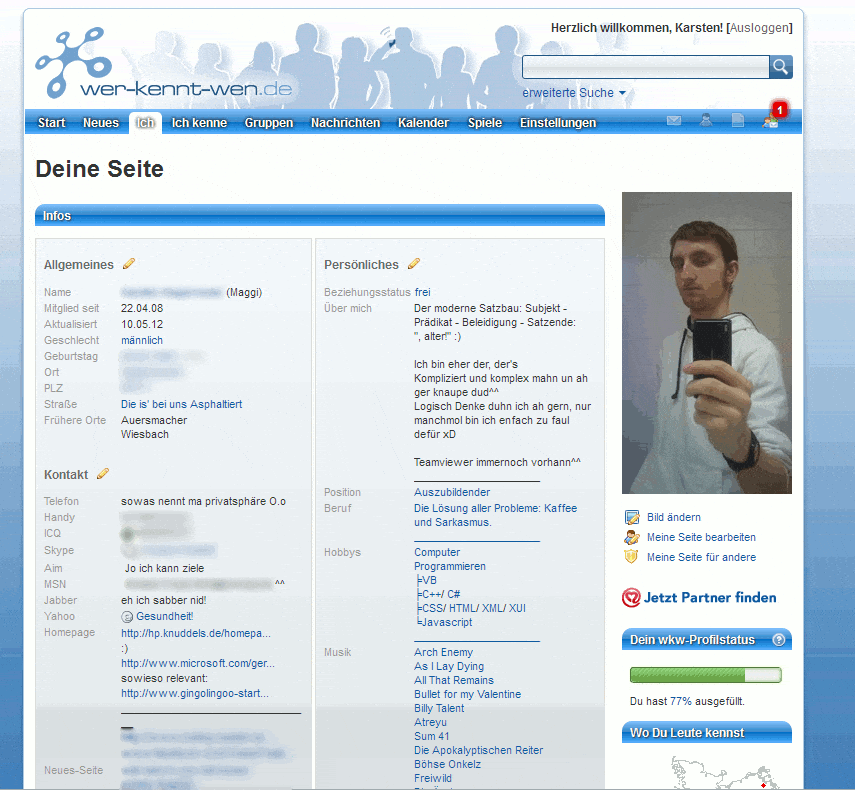 Herzlich willkommen, Karsten! [Ausloggen]
wer-kennt-wen.de
erweiterte Suche
Start Neues Ich Ich kenne Gruppen Nachrichten Kalender Spiele Einstellungen 1
Deine Seite
Infos
Allgemeines
Name (Maggi)
Mitglied seit 22.04.08
Aktualisiert 10.05.12
Geschlecht männlich
Geburtstag
Ort
PLZ
Straße Die is' bei uns Asphaltiert
Frühere Orte Auersmacher
Wiesbach
Kontakt
Telefon sowas nennt ma privatsphäre O.o
Handy
ICQ
Skype
Aim Jo ich kann ziele
MSN ^^
Jabber eh ich sabber nid!
Yahoo Gesundheit!
Homepage http://hp.knuddels.de/homepa...
:)
http://www.microsoft.com/ger...
sowieso relevant:
http://www.gingolingoo-start...
Neues-Seite
Persönliches
Beziehungsstatus frei
Über mich Der moderne Satzbau: Subjekt -
Prädikat - Beleidigung - Satzende:
", alter!" :)
Ich bin eher der, der's
Kompliziert und komplex mahn un ah
ger knaupe dud^^
Logisch Denke duhn ich ah gern, nur
manchmol bin ich enfach zu faul
defür xD
Teamviewer immernoch vorhann^^
Position Auszubildender
Beruf Die Lösung aller Probleme: Kaffee
und Sarkasmus.
Hobbys Computer
Programmieren
╞VB
╞C++/ C#
╞CSS/ HTML/ XML/ XUI
╘Javascript
Musik Arch Enemy
As I Lay Dying
All That Remains
Bullet for my Valentine
Billy Talent
Atreyu
Sum 41
Die Apokalyptischen Reiter
Böhse Onkelz
Freiwild
Bild ändern
Meine Seite bearbeiten
Meine Seite für andere
Jetzt Partner finden
Dein wkw-Profilstatus ?
Du hast 77% ausgefüllt.
Wo Du Leute kennst